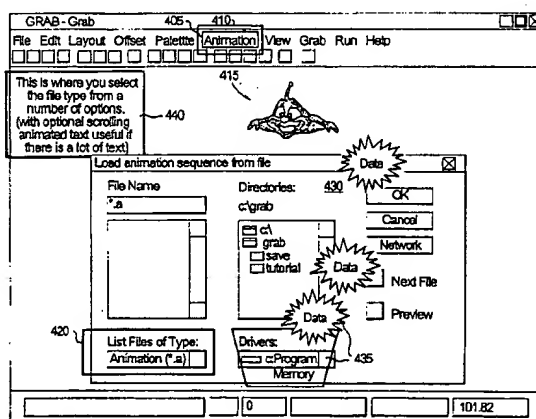 GRAB - Grab
405
410
File Edit Layout Offset Palettte Animation View Grab Run Help
This is where you select
the file type from a
number of options.
(with optional scrolling
animated text useful if
there is a lot of text)
440
415
Load animation sequence from file
Data
File Name
*.a
Directories:
430
c:\grab
OK
Cancel
Network
c:\
grab
save
tutorial
Data
Next File
Data
Preview
420
List Files of Type:
Animation (*.a)
Drivers:
c:Program
Memory
435
0
101.82